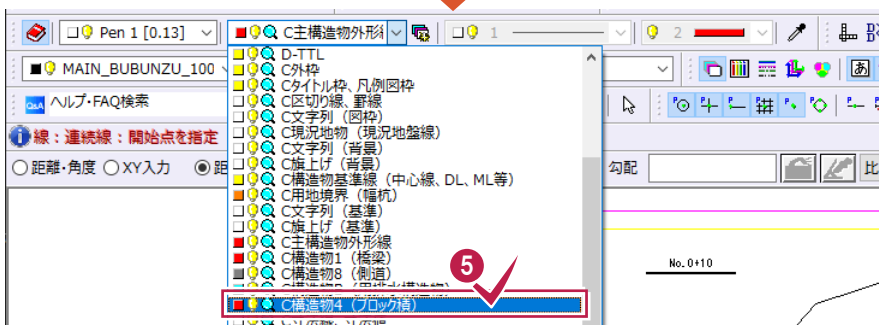 Pen 1 [0.13]
C主構造物外形
1
2
MAIN_BUBUNZU_100
あ
Q&A ヘルプ・FAQ検索
線：連続線：開始点を指定
距離・角度 XY入力 距
勾配
比
D-TTL
C外枠
Cタイトル枠、凡例図枠
C区切り線、罫線
C文字列（図枠）
C現況地物（現況地盤線）
C文字列（背景）
C旗上げ（背景）
C構造物基準線（中心線、DL、ML等）
C用地境界（幅杭）
C文字列（基準）
C旗上げ（基準）
C主構造物外形線
C構造物1（橋梁）
C構造物8（側道）
C構造物4（ブロック積）
5
No.0+10